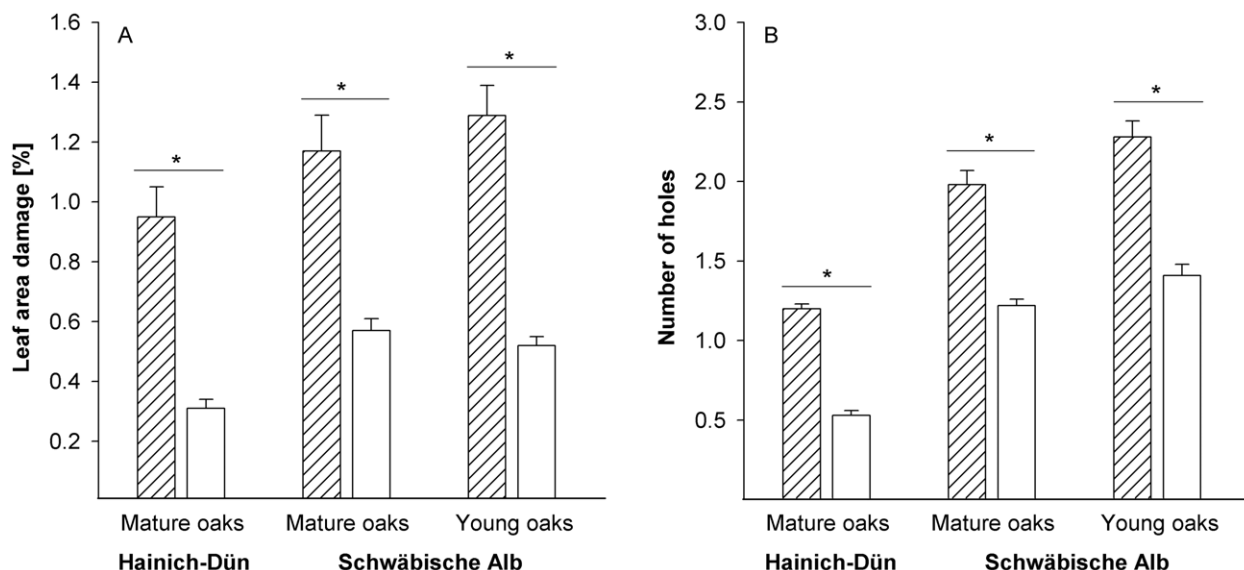 A
Leaf area damage [%]
1.6
1.4
1.2
1.0
0.8
0.6
0.4
0.2
*
*
*
Mature oaks Mature oaks Young oaks
Hainich-Dün Schwäbische Alb
B
Number of holes
3.0
2.5
2.0
1.5
1.0
0.5
*
*
*
Mature oaks Mature oaks Young oaks
Hainich-Dün Schwäbische Alb